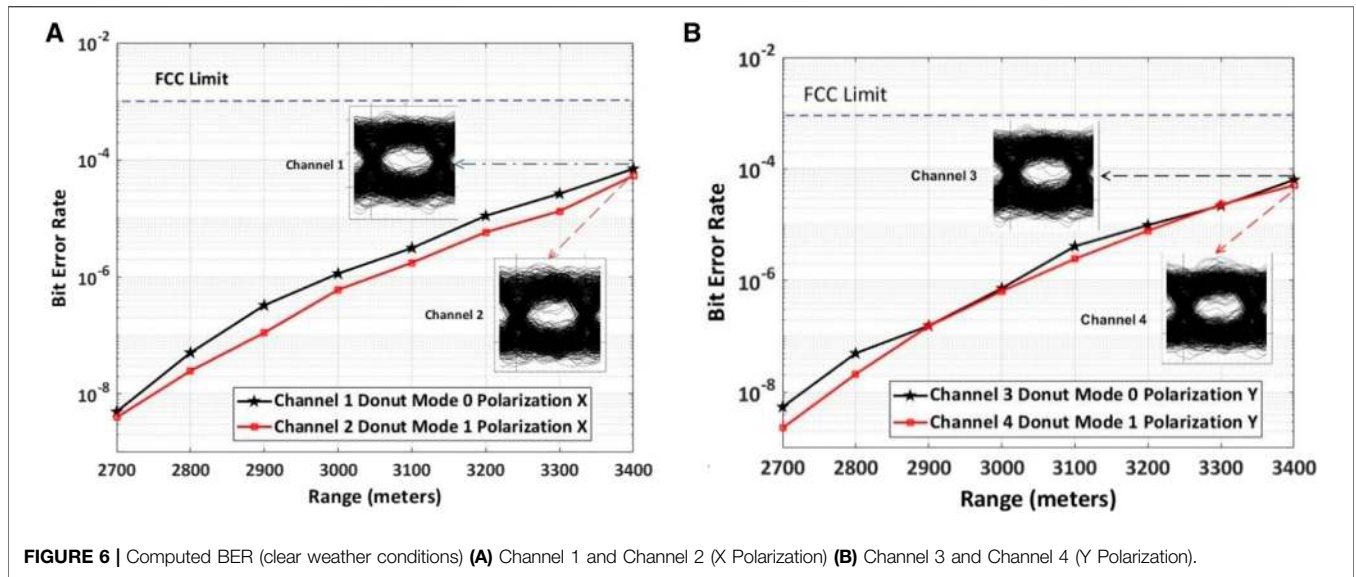 A
10^-2
FCC Limit
10^-4
Channel 1
Bit Error Rate
10^-6
Channel 2
10^-8
Channel 1 Donut Mode 0 Polarization X
Channel 2 Donut Mode 1 Polarization X
2700 2800 2900 3000 3100 3200 3300 3400
Range (meters)
B
10^-2
FCC Limit
10^-4
Channel 3
Bit Error Rate
10^-6
Channel 4
10^-8
Channel 3 Donut Mode 0 Polarization Y
Channel 4 Donut Mode 1 Polarization Y
2700 2800 2900 3000 3100 3200 3300 3400
Range (meters)
FIGURE 6 | Computed BER (clear weather conditions) (A) Channel 1 and Channel 2 (X Polarization) (B) Channel 3 and Channel 4 (Y Polarization).